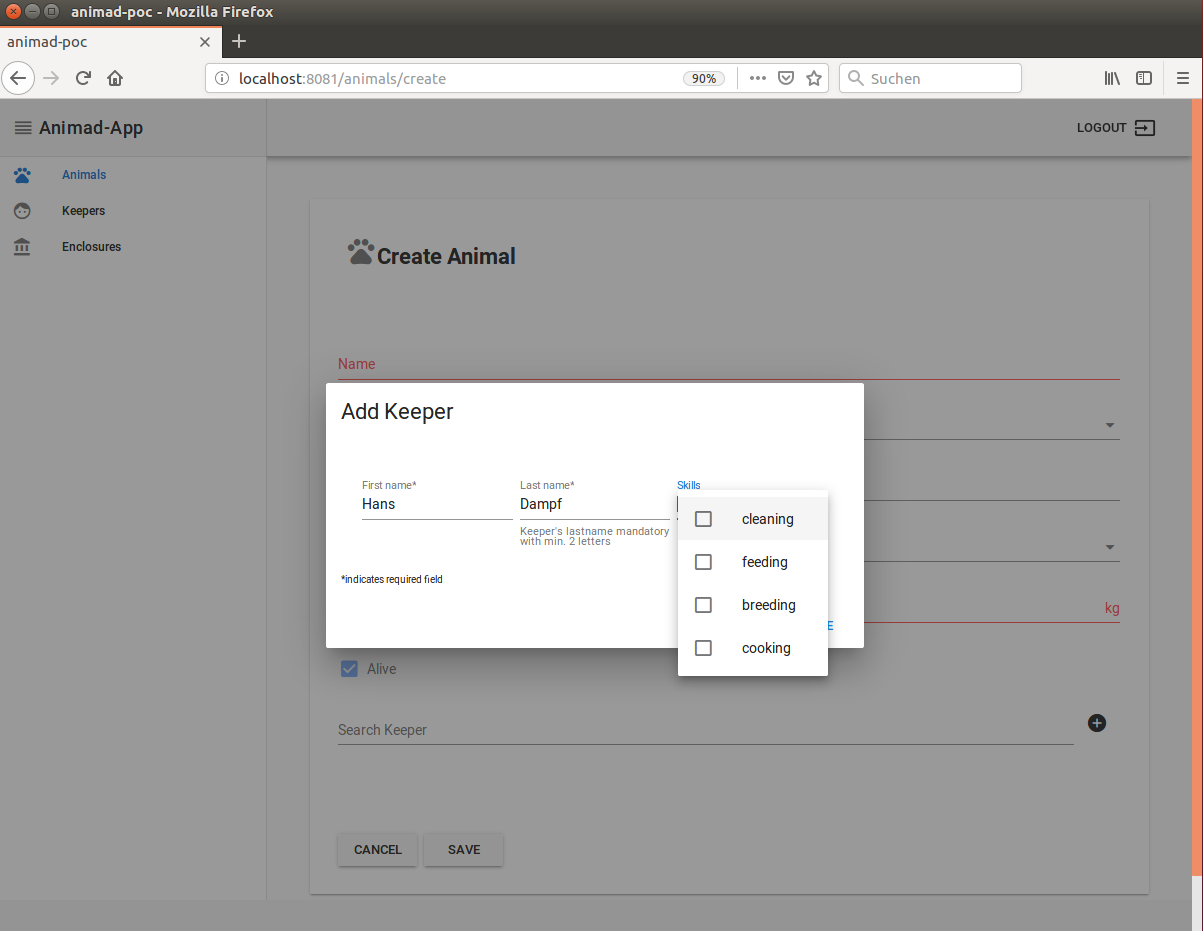 animad-poc - Mozilla Firefox
animad-poc
localhost:8081/animals/create
90%
Suchen
Animad-App
LOGOUT
Animals
Keepers
Enclosures
Create Animal
Name
Add Keeper
First name*
Last name*
Skills
Hans
Dampf
Keeper's lastname mandatory
with min. 2 letters
*indicates required field
cleaning
feeding
breeding
cooking
E
kg
Alive
Search Keeper
CANCEL
SAVE